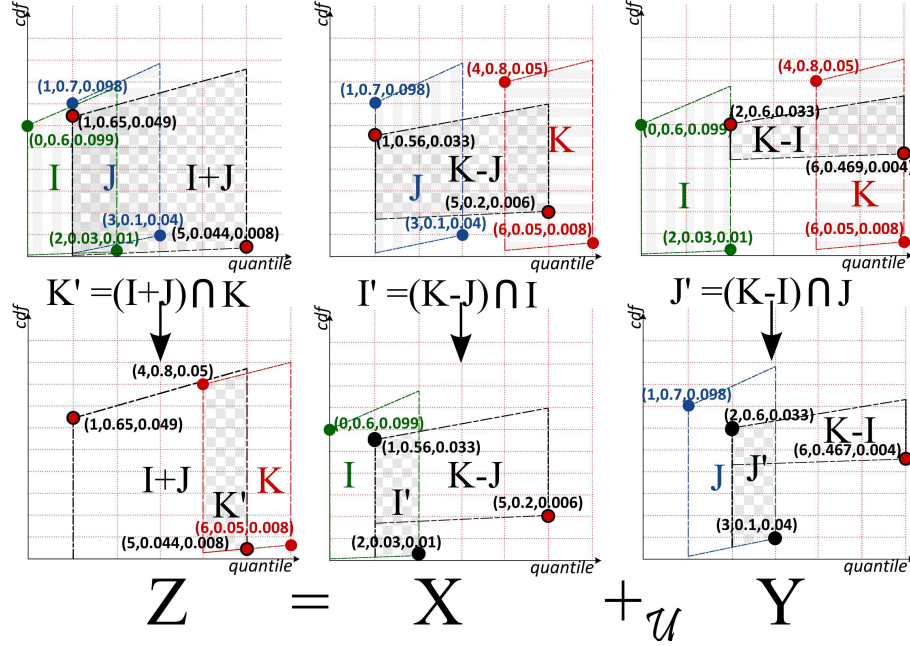 cdf
(1,0.7,0.098)
(1,0.65,0.049)
(0,0.6,0.099)
I
J
I+J
(3,0.1,0.04)
(2,0.03,0.01)
(5,0.044,0.008)
quantile
cdf
(1,0.7,0.098)
(4,0.8,0.05)
(1,0.56,0.033)
K-J
K
J
(5,0.2,0.006)
(3,0.1,0.04)
(6,0.05,0.008)
quantile
cdf
(4,0.8,0.05)
(2,0.6,0.033)
(0,0.6,0.099)
K-I
(6,0.469,0.004)
I
K
(2,0.03,0.01)
(6,0.05,0.008)
quantile
K' =(I+J)∩K
I' =(K-J)∩I
J' =(K-I)∩J
cdf
(4,0.8,0.05)
(1,0.65,0.049)
I+J
K
K'
(6,0.05,0.008)
(5,0.044,0.008)
quantile
cdf
(0,0.6,0.099)
(1,0.56,0.033)
I
K-J
I'
(5,0.2,0.006)
(2,0.03,0.01)
quantile
cdf
(1,0.7,0.098)
(2,0.6,0.033)
K-I
(6,0.467,0.004)
J
J'
(3,0.1,0.04)
quantile
Z = X +𝒰 Y